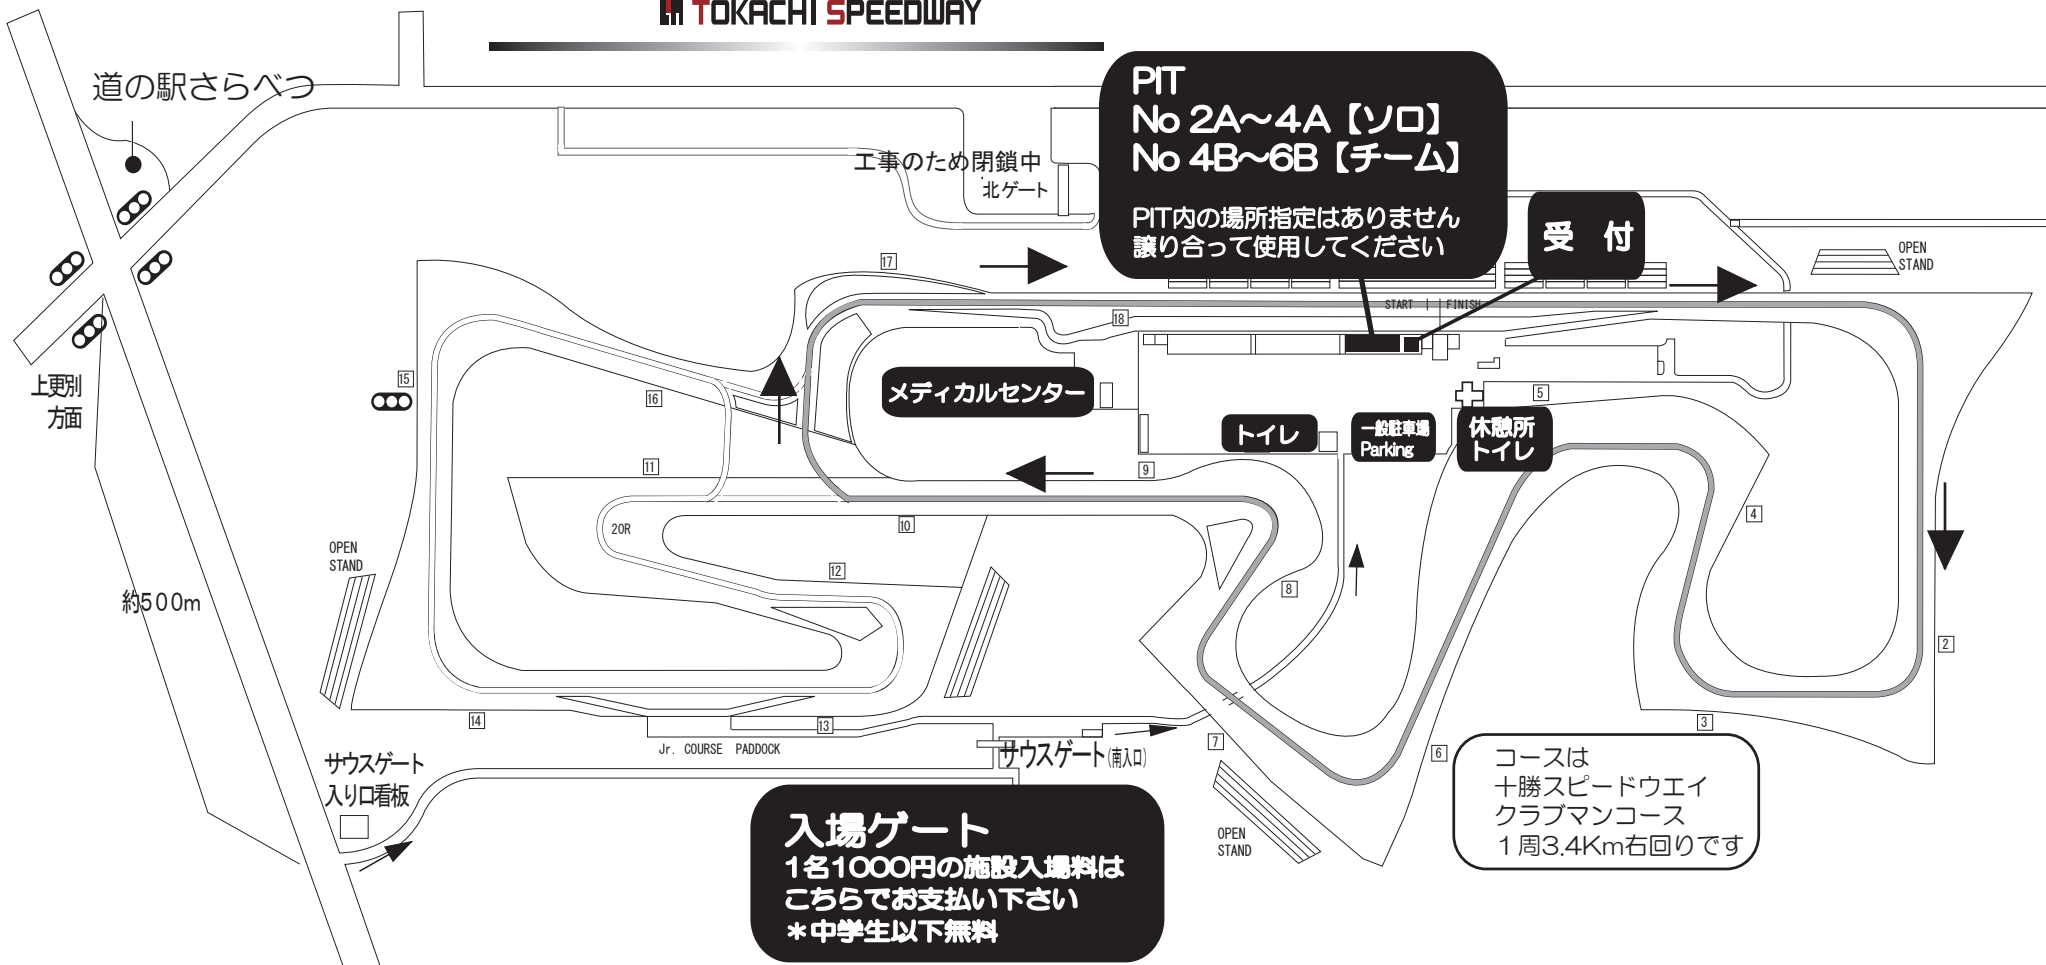 TOKACHI SPEEDWAY
道の駅さらべつ
PIT
No 2A〜4A【ソロ】
No 4B〜6B【チーム】
PIT内の場所指定はありません
譲り合って使用してください
工事のため閉鎖中
北ゲート
受 付
OPEN
STAND
17
START
FINISH
18
上更別
方面
15
16
メディカルセンター
5
トイレ
一般駐車場
Parking
休憩所
トイレ
11
9
4
10
20R
OPEN
STAND
12
8
約500m
2
14
13
3
Jr. COURSE PADDOCK
サウスゲート(南入口)
7
6
サウスゲート
入り口看板
コースは
十勝スピードウエイ
クラブマンコース
1周3.4Km右回りです
OPEN
STAND
入場ゲート
1名1000円の施設入場料は
こちらでお支払い下さい
*中学生以下無料